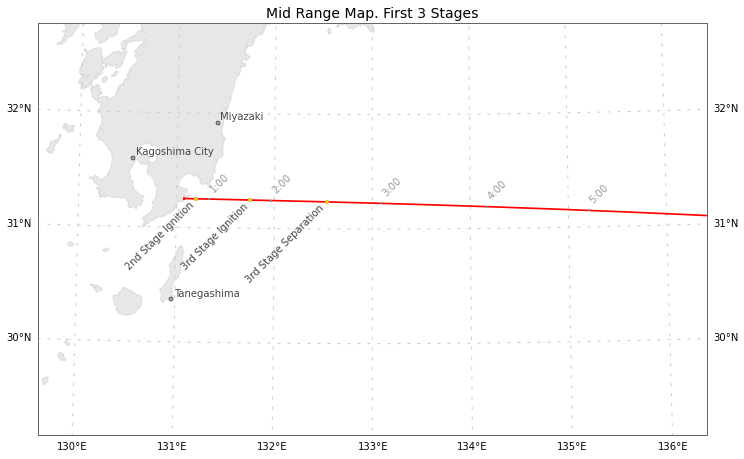 Mid Range Map. First 3 Stages
32°N
32°N
Miyazaki
Kagoshima City
1:00
2:00
3:00
4:00
5:00
31°N
31°N
2nd Stage Ignition
3rd Stage Ignition
3rd Stage Separation
Tanegashima
30°N
30°N
130°E
131°E
132°E
133°E
134°E
135°E
136°E